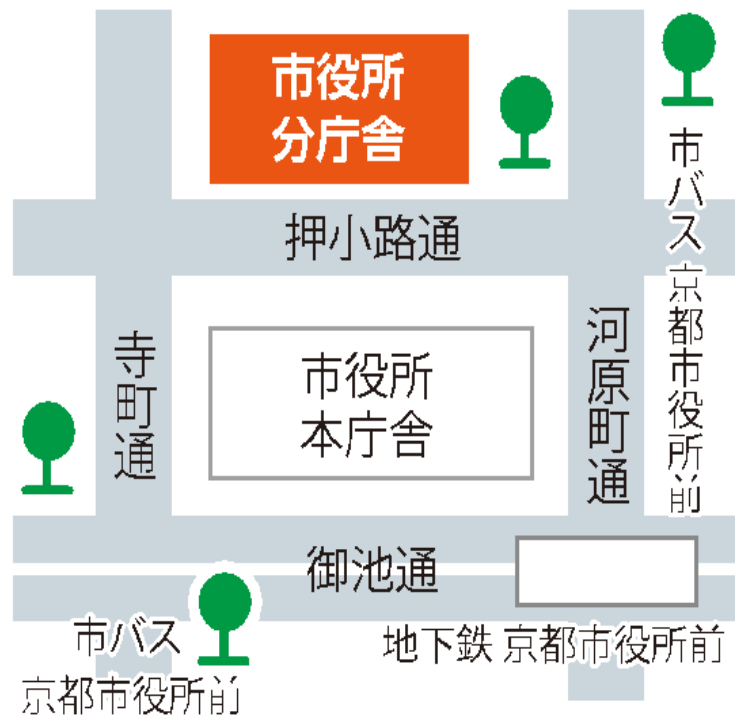 市役所
分庁舎
市バス 京都市役所前
押小路通
寺町通
市役所
本庁舎
河原町通
御池通
市バス
京都市役所前
地下鉄 京都市役所前